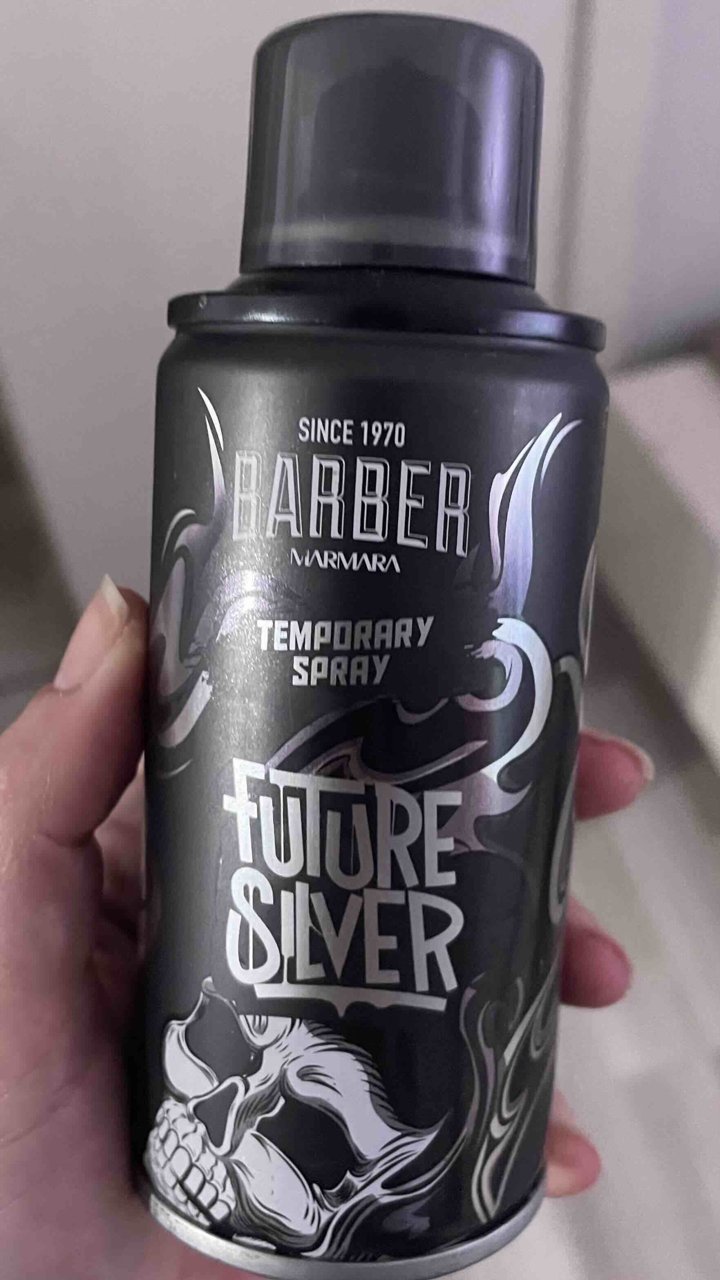 SINCE 1970
BARBER
MARMARA
TEMPORARY
SPRAY
FUTURE
SILVER